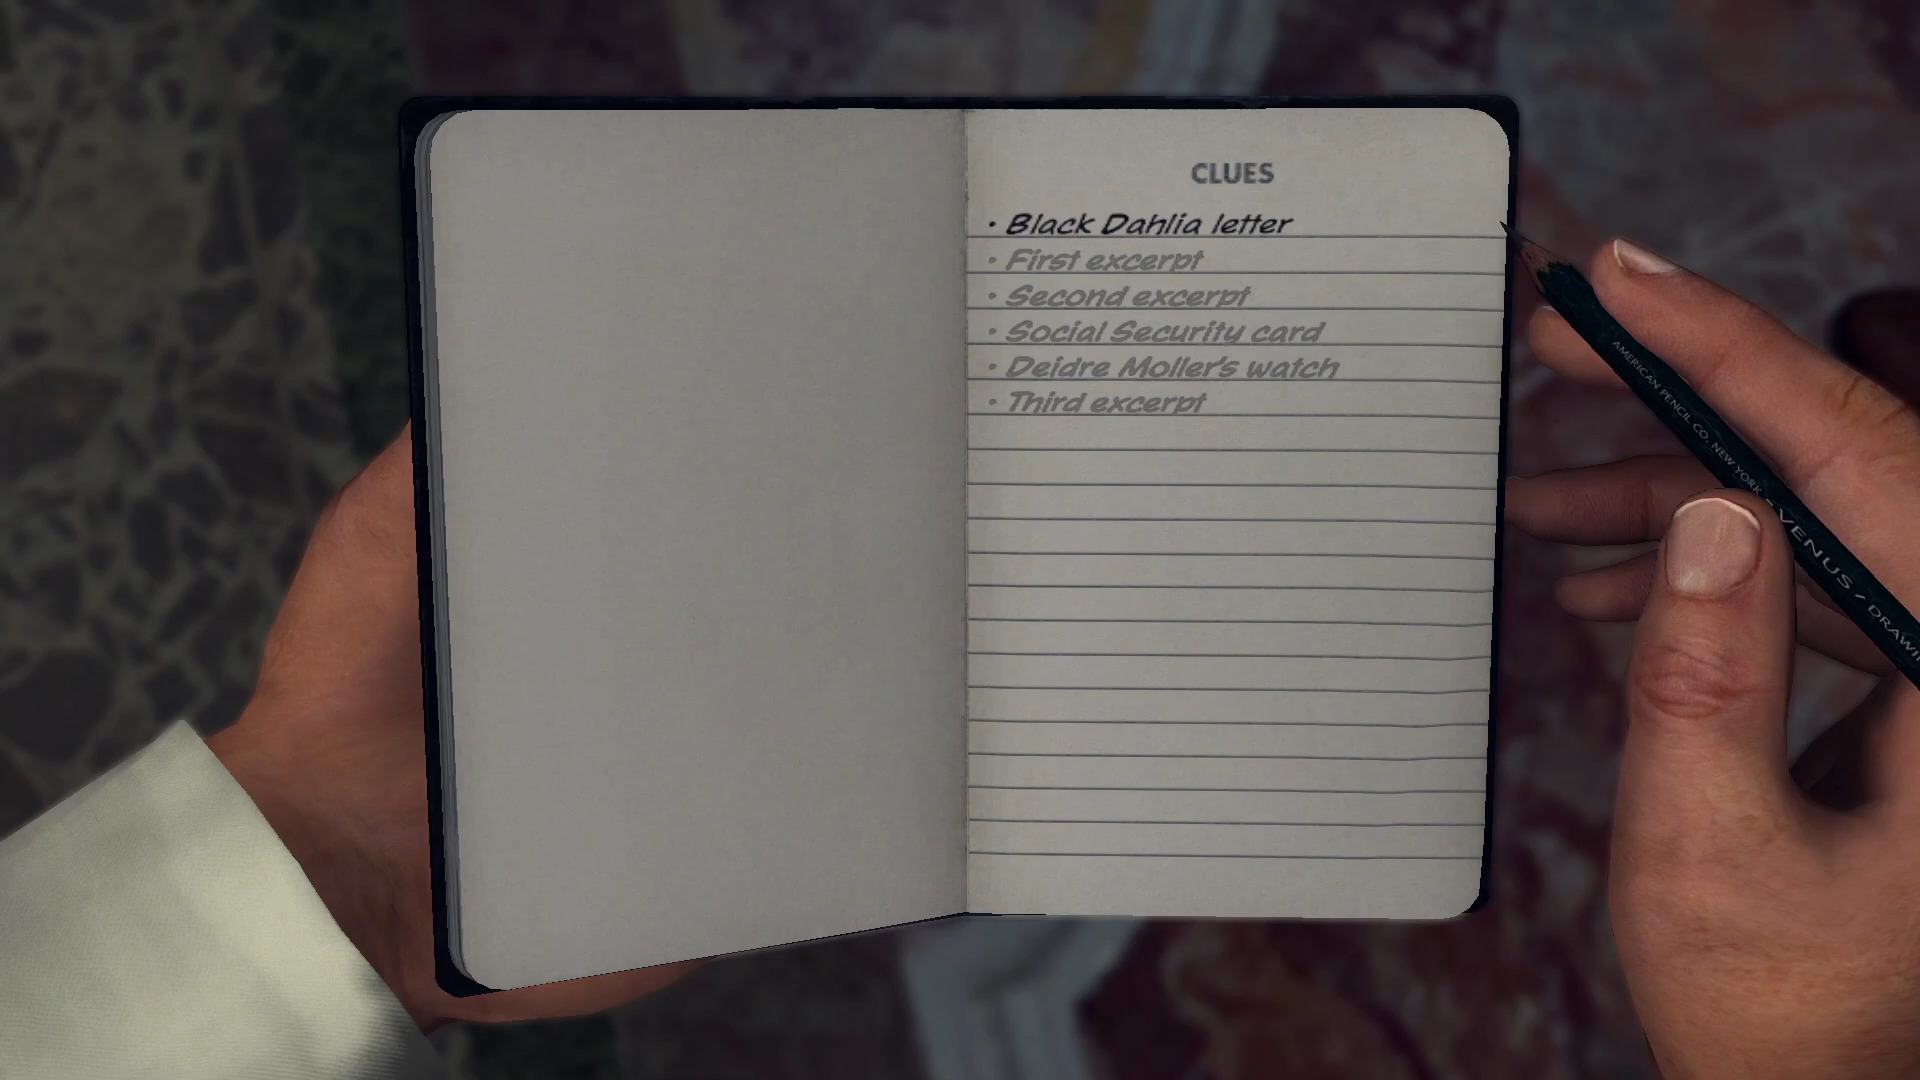 CLUES
• Black Dahlia letter
• First excerpt
• Second excerpt
• Social Security card
• Deidre Moller's watch
• Third excerpt
AMERICAN PENCIL CO. NEW YORK VENUS / DRAWI